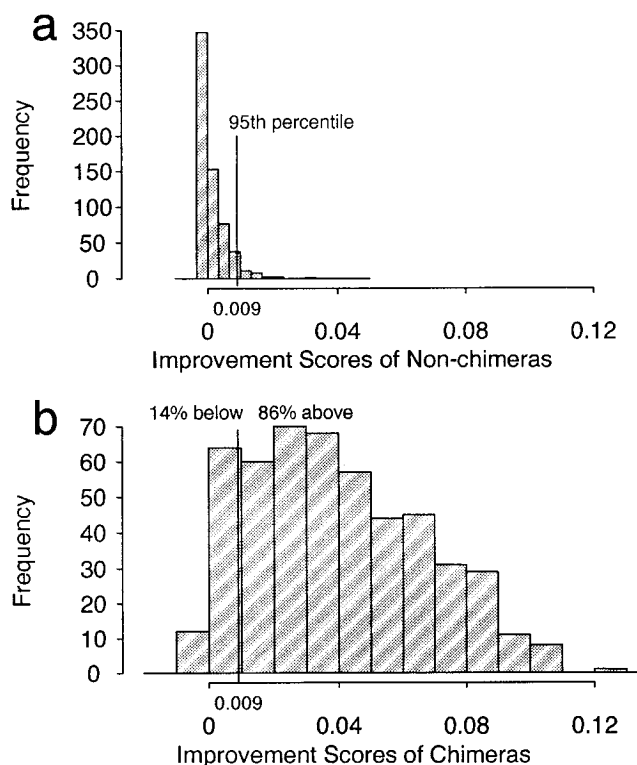 a
Frequency
350
300
250
200
150
100
50
0
95th percentile
0.009
0 0.04 0.08 0.12
Improvement Scores of Non-chimeras
b
14% below 86% above
Frequency
70
60
50
40
30
20
10
0
0.009
0 0.04 0.08 0.12
Improvement Scores of Chimeras